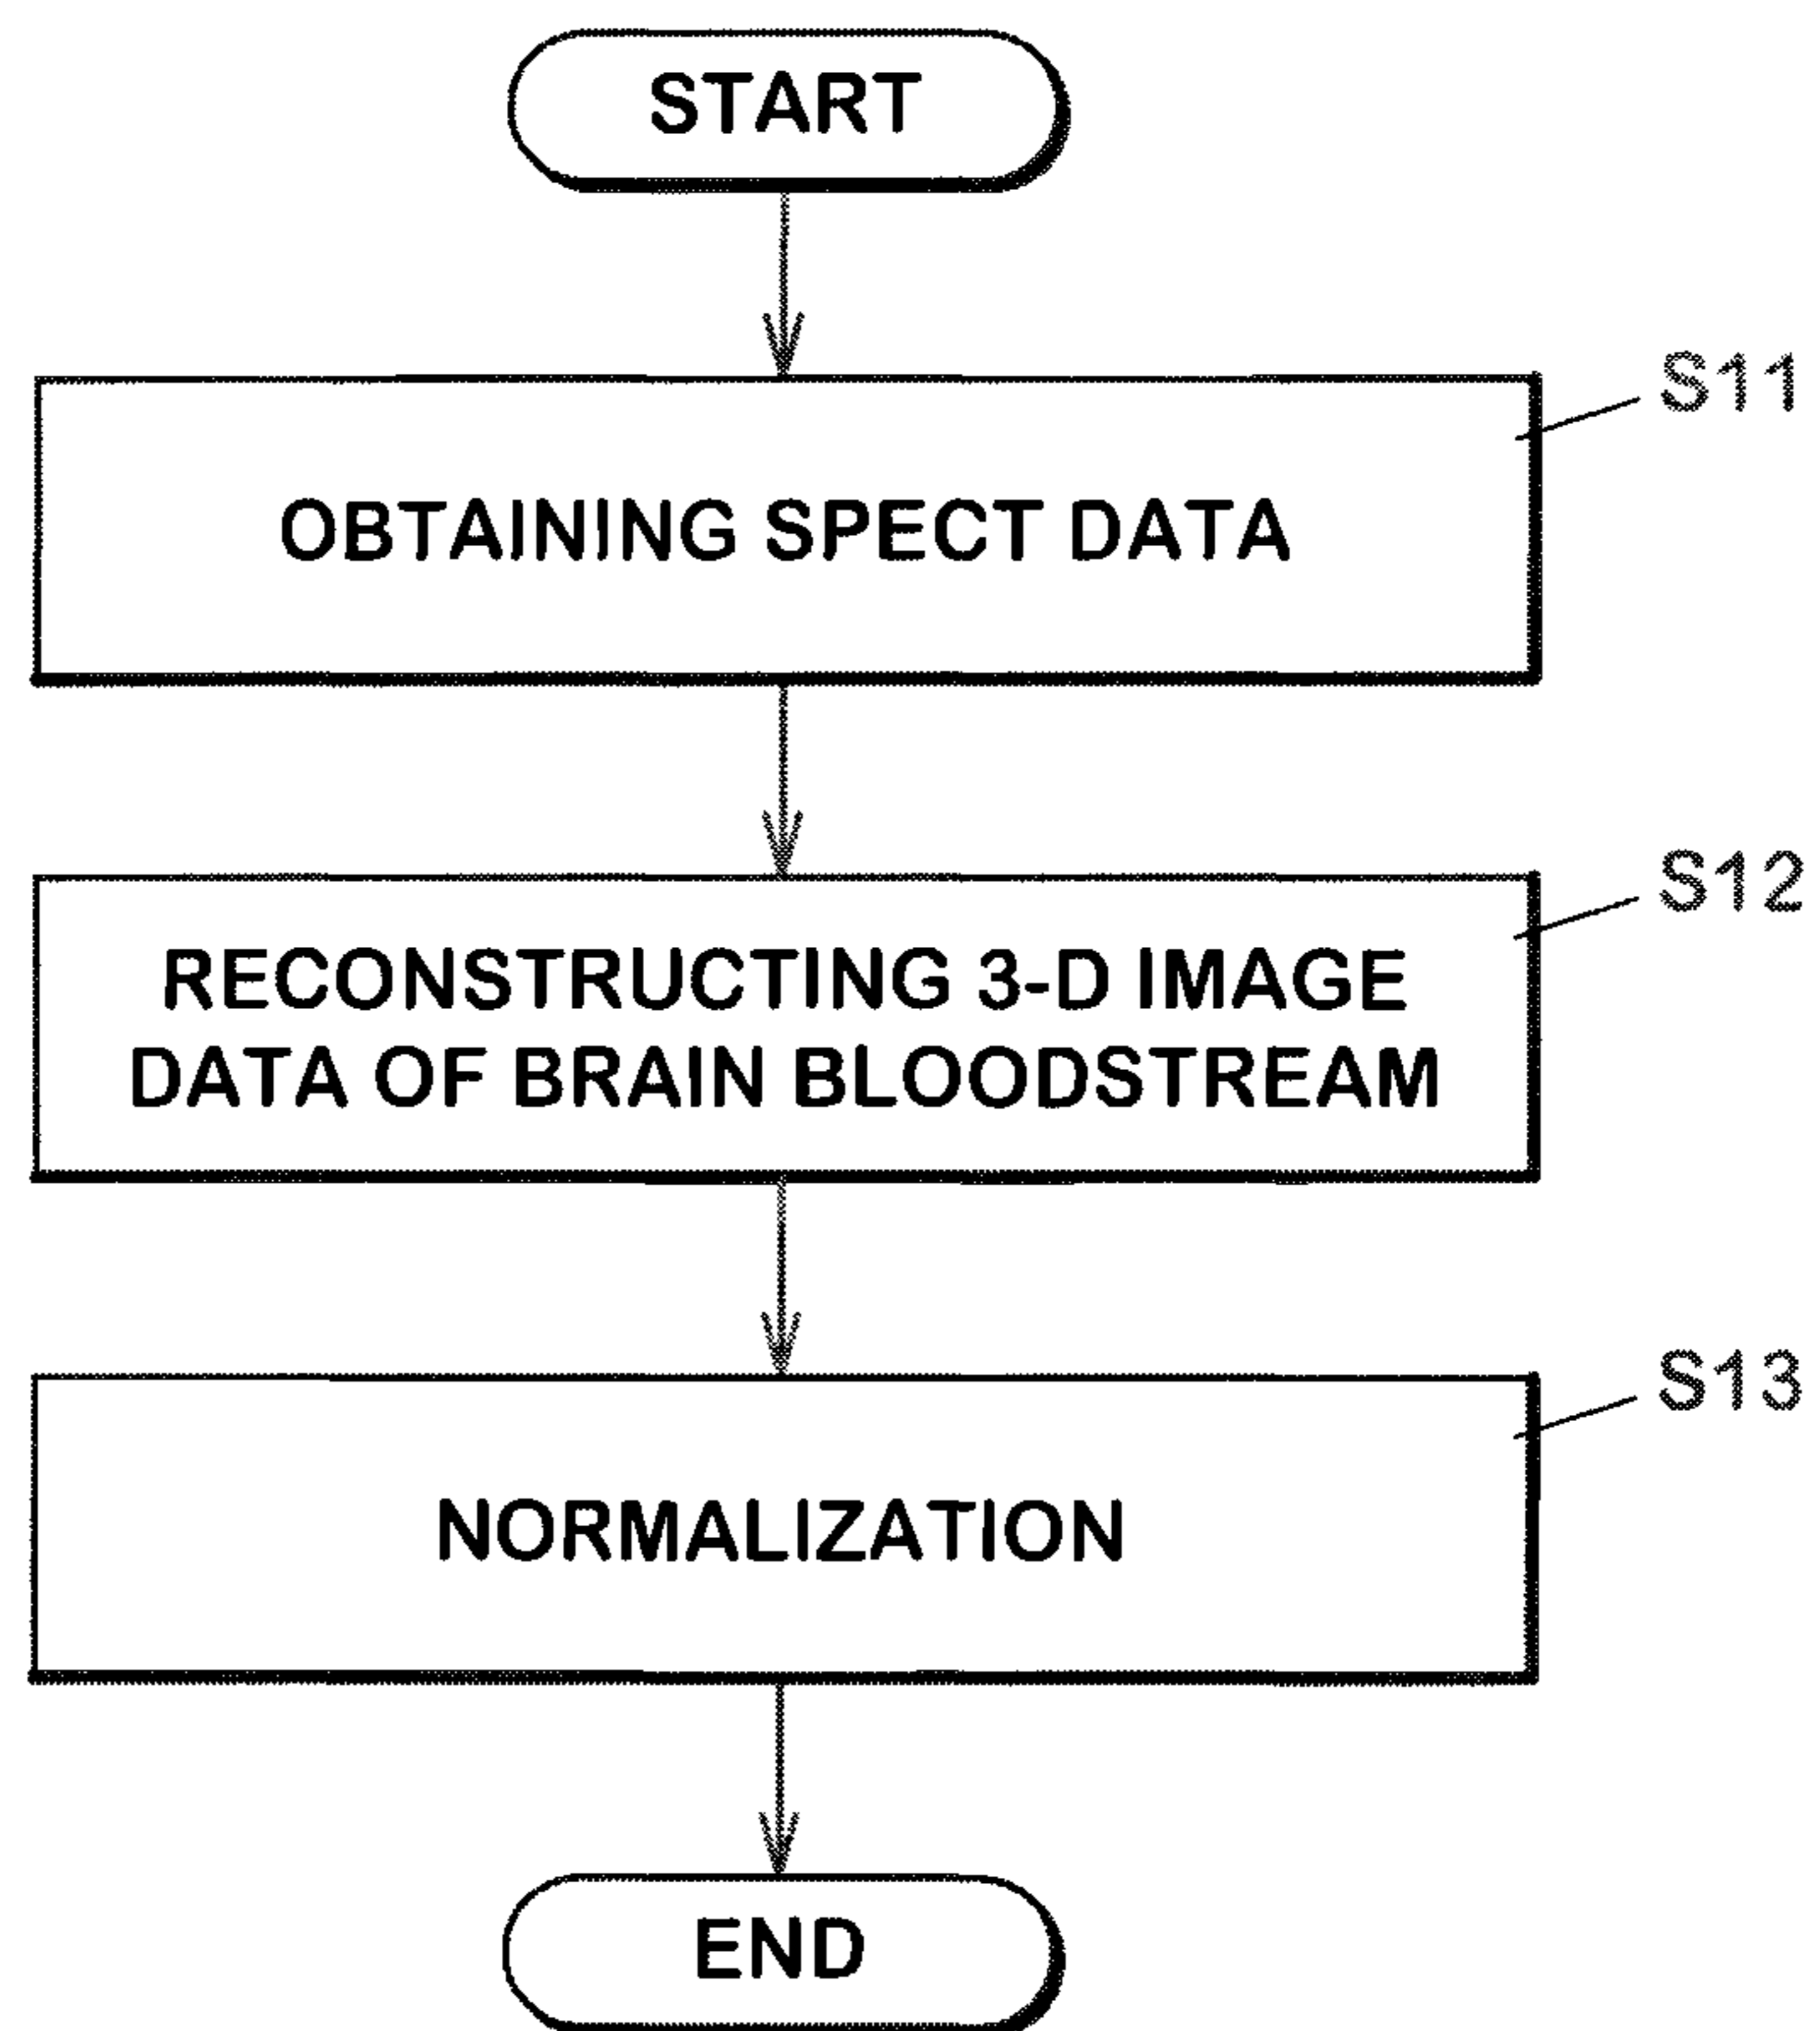 START
S11
OBTAINING SPECT DATA
S12
RECONSTRUCTING 3-D IMAGE
DATA OF BRAIN BLOODSTREAM
S13
NORMALIZATION
END